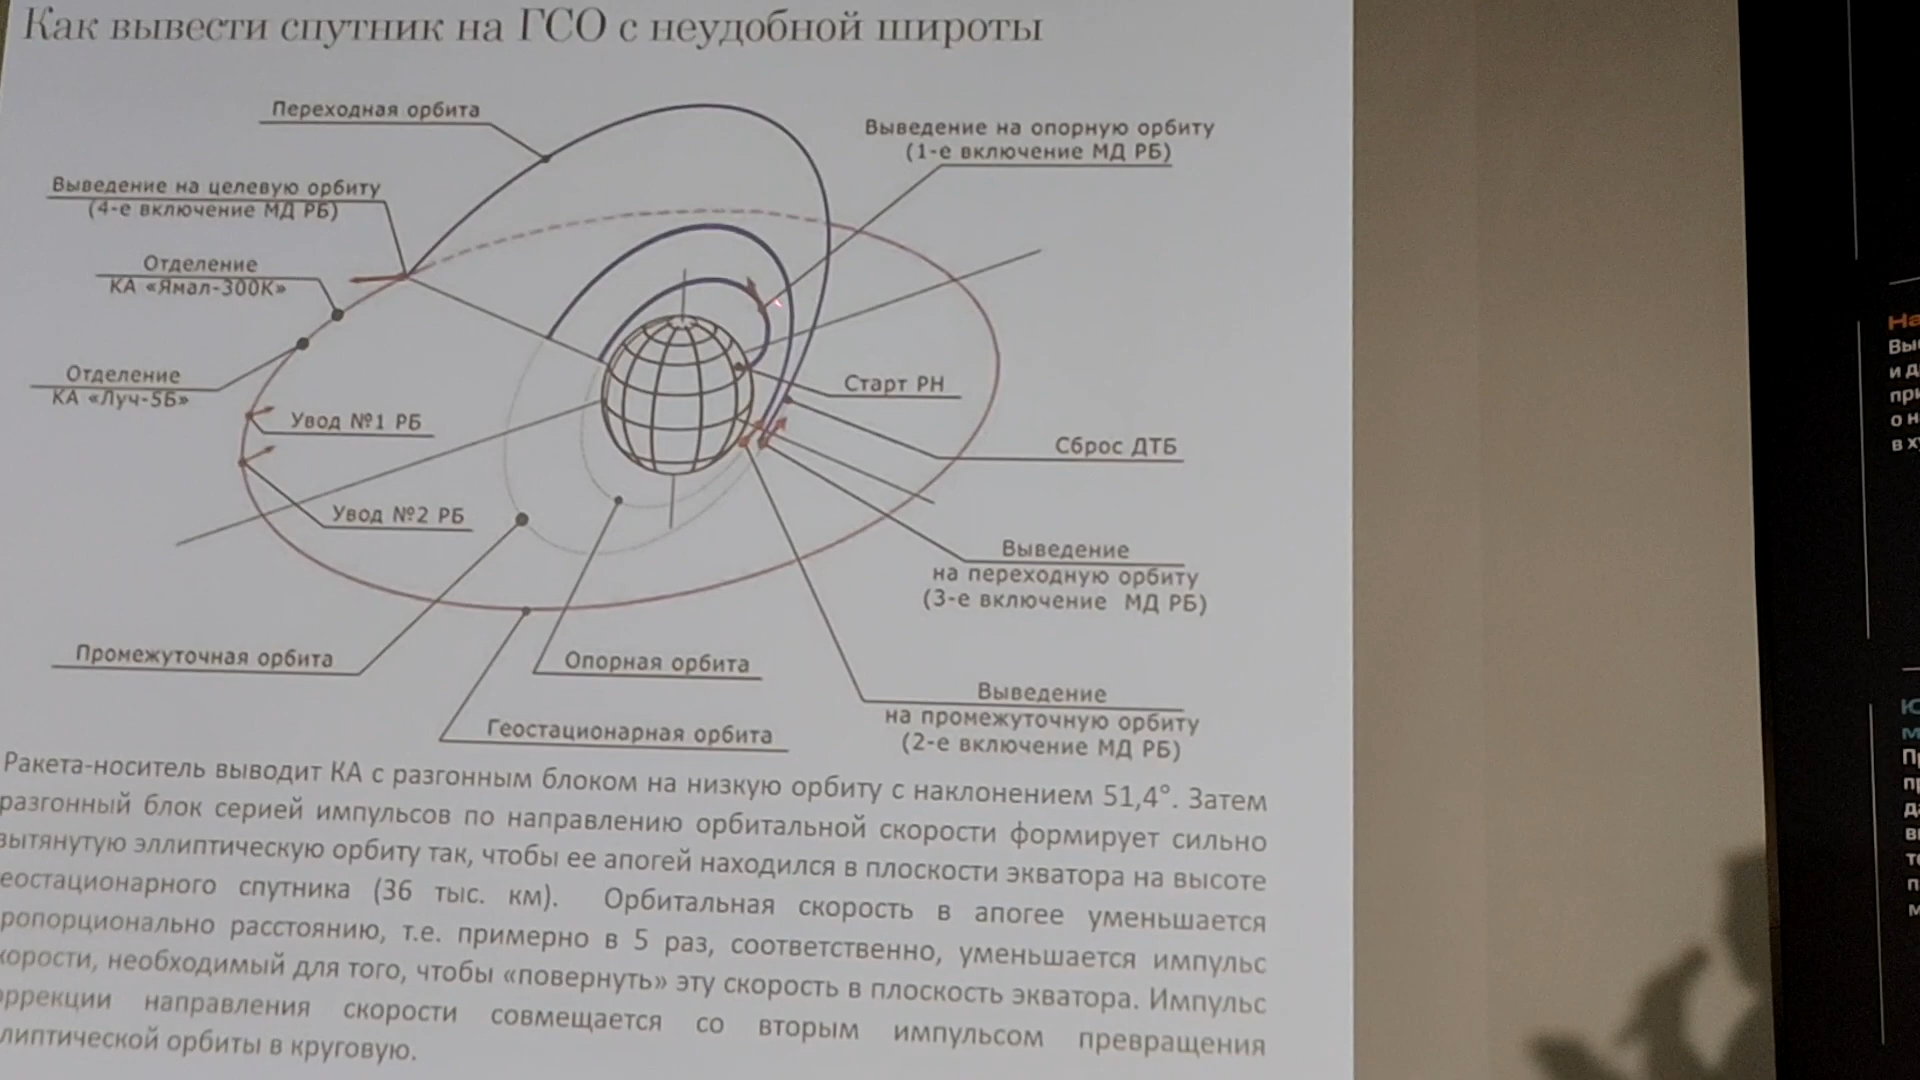 Как вывести спутник на ГСО с неудобной широты
Переходная орбита
Выведение на опорную орбиту
(1-е включение МД РБ)
Выведение на целевую орбиту
(4-е включение МД РБ)
Отделение
КА «Ямал-300К»
Отделение
КА «Луч-5Б»
Увод №1 РБ
Увод №2 РБ
Старт РН
Сброс ДТБ
Выведение
на переходную орбиту
(3-е включение МД РБ)
Промежуточная орбита
Опорная орбита
Геостационарная орбита
Выведение
на промежуточную орбиту
(2-е включение МД РБ)
Ракета-носитель выводит КА с разгонным блоком на низкую орбиту с наклонением 51,4°. Затем
разгонный блок серией импульсов по направлению орбитальной скорости формирует сильно
вытянутую эллиптическую орбиту так, чтобы ее апогей находился в плоскости экватора на высоте
еостационарного спутника (36 тыс. км). Орбитальная скорость в апогее уменьшается
ропорционально расстоянию, т.е. примерно в 5 раз, соответственно, уменьшается импульс
корости, необходимый для того, чтобы «повернуть» эту скорость в плоскость экватора. Импульс
оррекции направления скорости совмещается со вторым импульсом превращения
липтической орбиты в круговую.